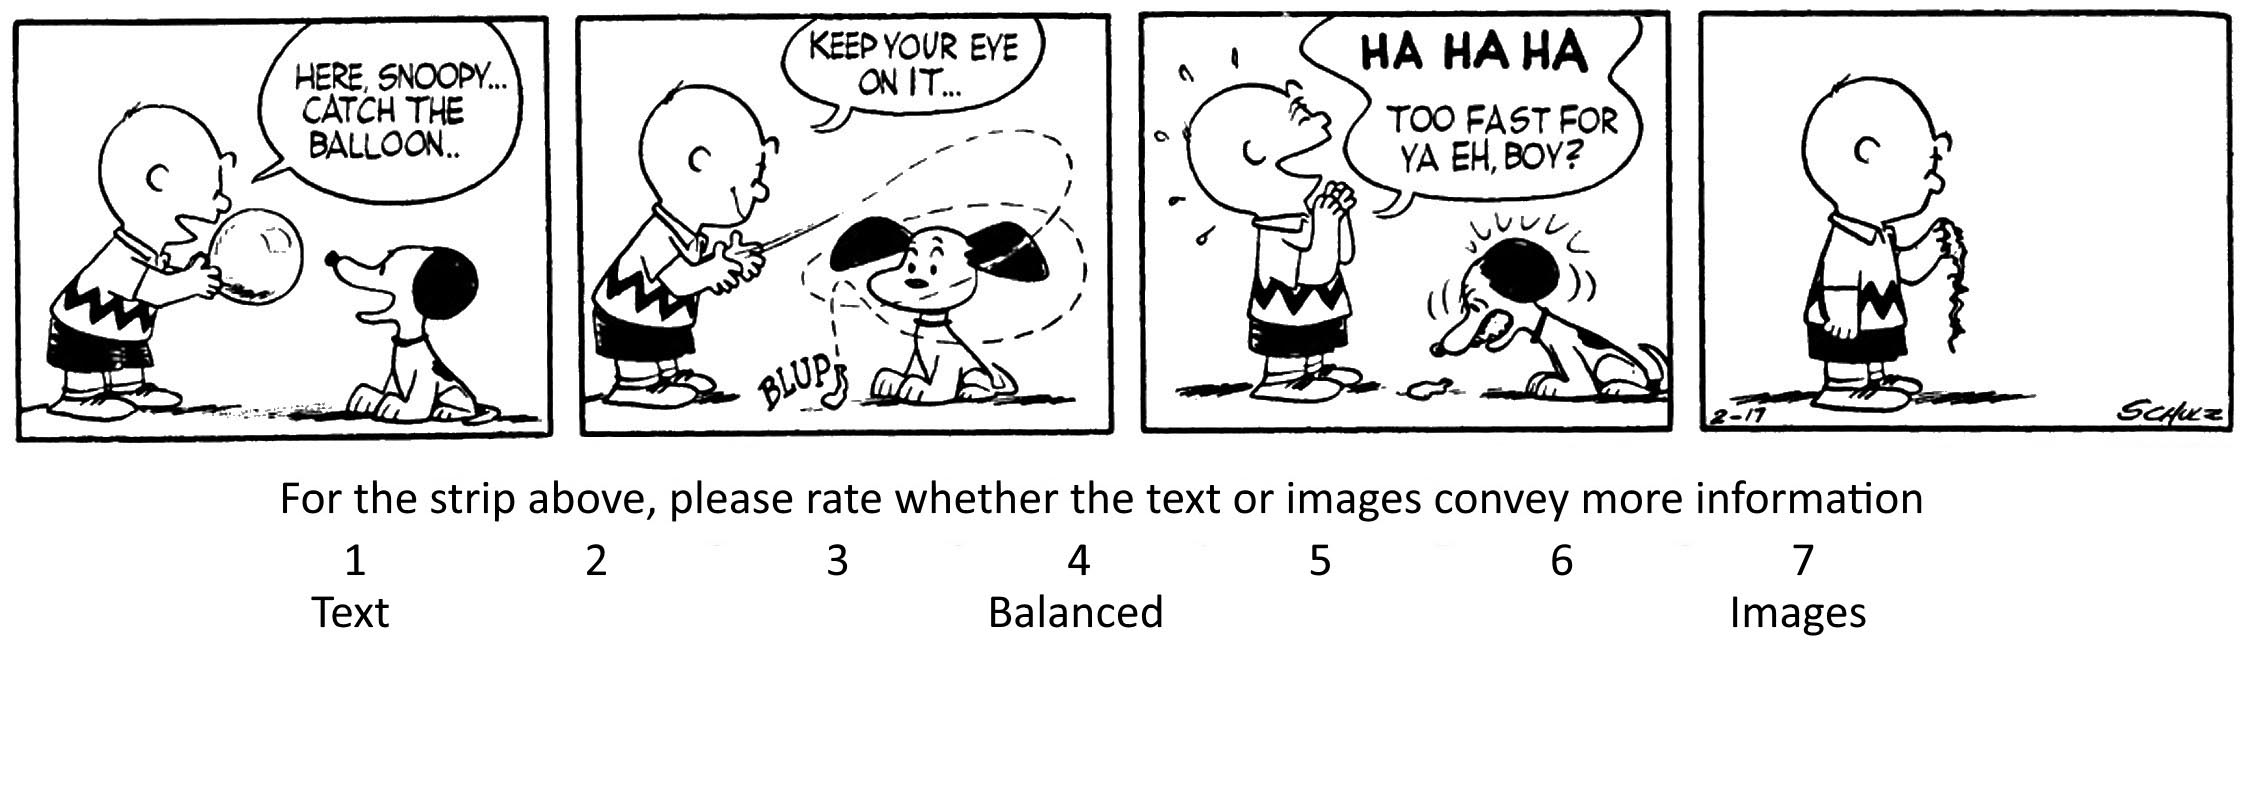 HERE, SNOOPY...
CATCH THE
BALLOON..
KEEP YOUR EYE
ON IT...
BLUP
HA HA HA
TOO FAST FOR
YA EH, BOY?
2-17
SCHULZ
For the strip above, please rate whether the text or images convey more information
1 2 3 4 5 6 7
Text Balanced Images